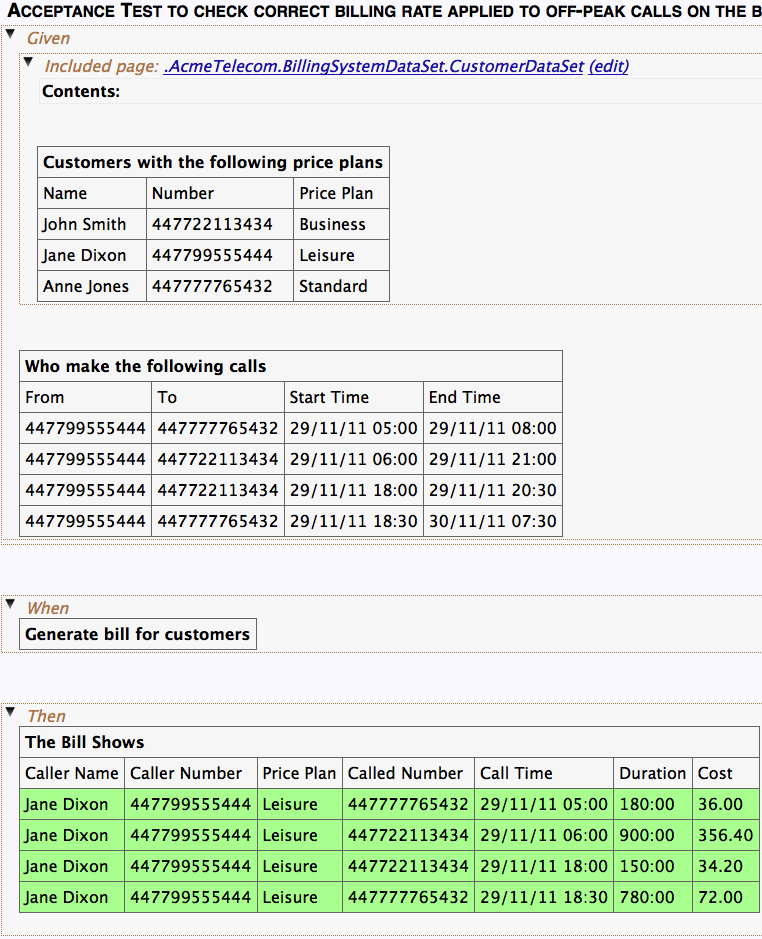 Acceptance Test to check correct billing rate applied to off-peak calls on the b
Given
Included page: .AcmeTelecom.BillingSystemDataSet.CustomerDataSet (edit)
Contents:
Customers with the following price plans
Name Number Price Plan
John Smith 447722113434 Business
Jane Dixon 447799555444 Leisure
Anne Jones 447777765432 Standard
Who make the following calls
From To Start Time End Time
447799555444 447777765432 29/11/11 05:00 29/11/11 08:00
447799555444 447722113434 29/11/11 06:00 29/11/11 21:00
447799555444 447722113434 29/11/11 18:00 29/11/11 20:30
447799555444 447777765432 29/11/11 18:30 30/11/11 07:30
When
Generate bill for customers
Then
The Bill Shows
Caller Name Caller Number Price Plan Called Number Call Time Duration Cost
Jane Dixon 447799555444 Leisure 447777765432 29/11/11 05:00 180:00 36.00
Jane Dixon 447799555444 Leisure 447722113434 29/11/11 06:00 900:00 356.40
Jane Dixon 447799555444 Leisure 447722113434 29/11/11 18:00 150:00 34.20
Jane Dixon 447799555444 Leisure 447777765432 29/11/11 18:30 780:00 72.00